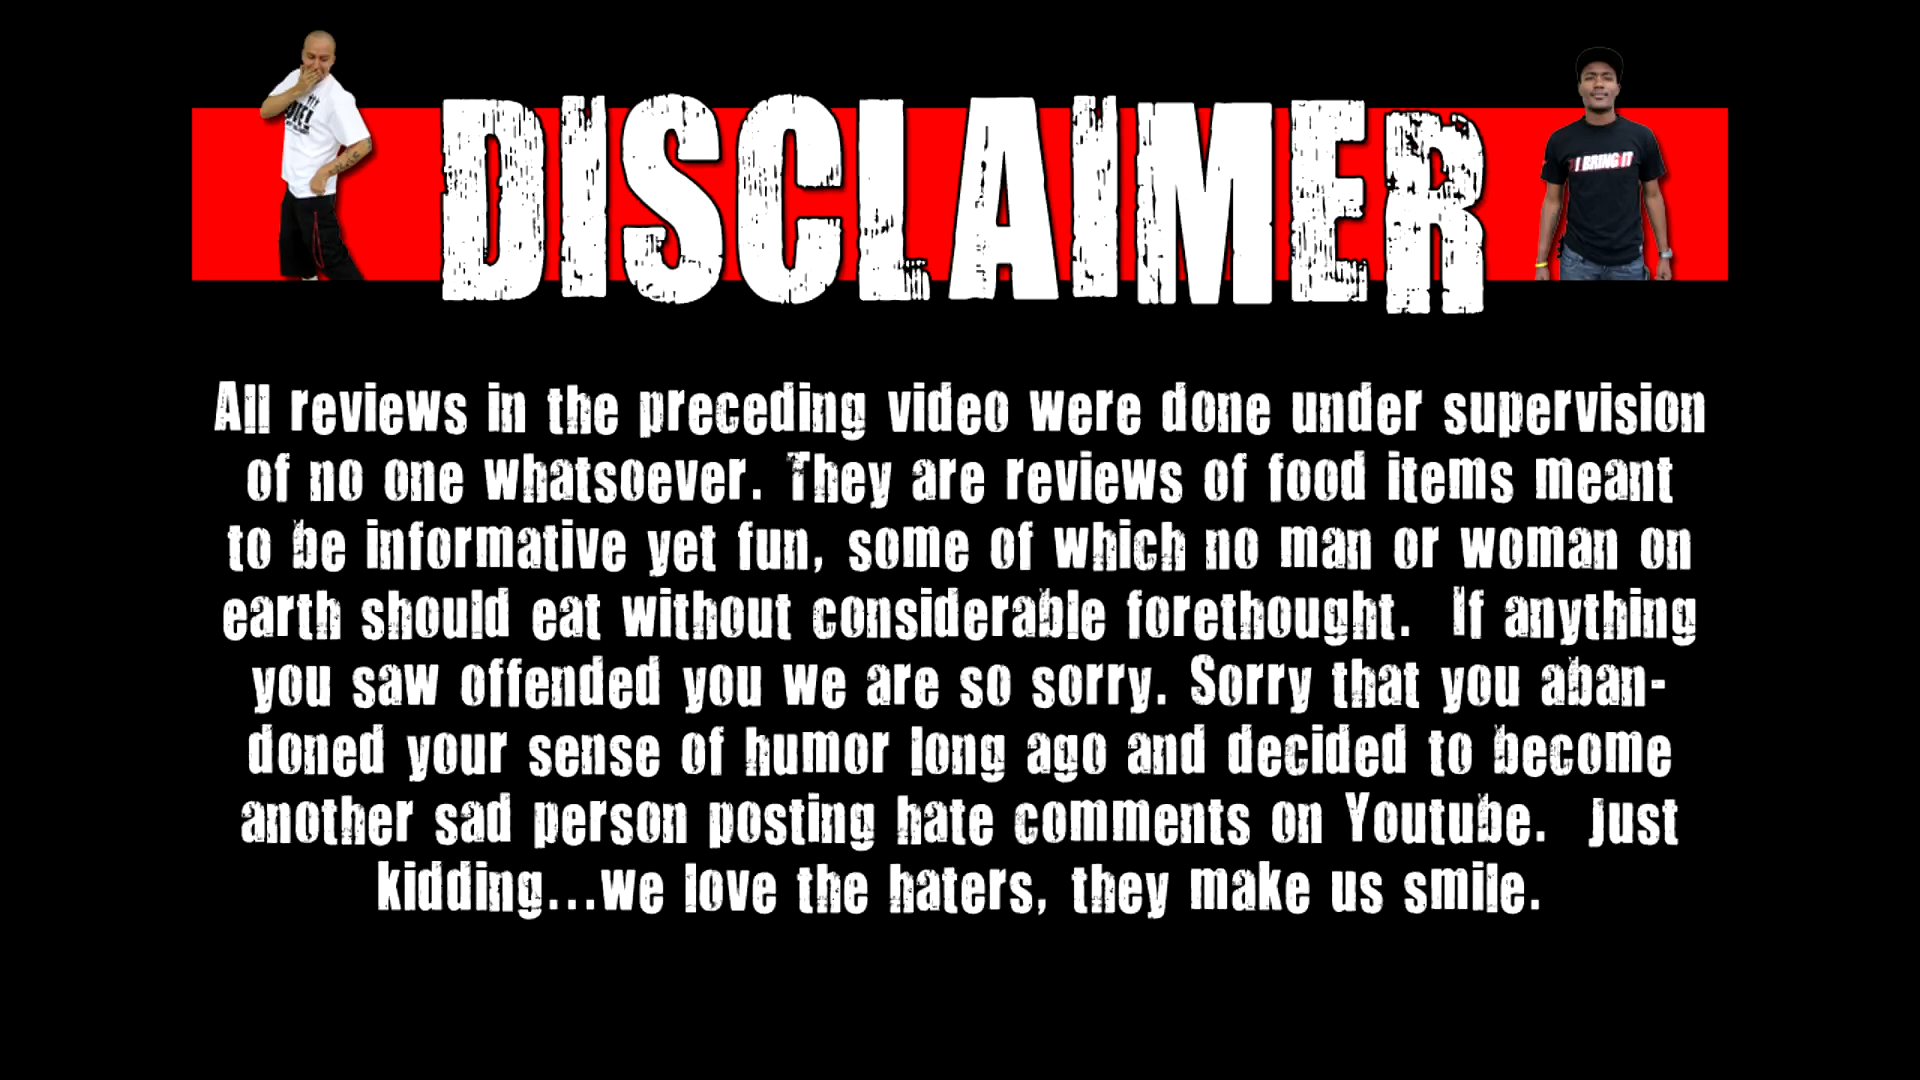 DISCLAIMER
I BRING IT
All reviews in the preceding video were done under supervision
of no one whatsoever. They are reviews of food items meant
to be informative yet fun, some of which no man or woman on
earth should eat without considerable forethought. If anything
you saw offended you we are so sorry. Sorry that you aban-
doned your sense of humor long ago and decided to become
another sad person posting hate comments on Youtube. Just
kidding...we love the haters, they make us smile.